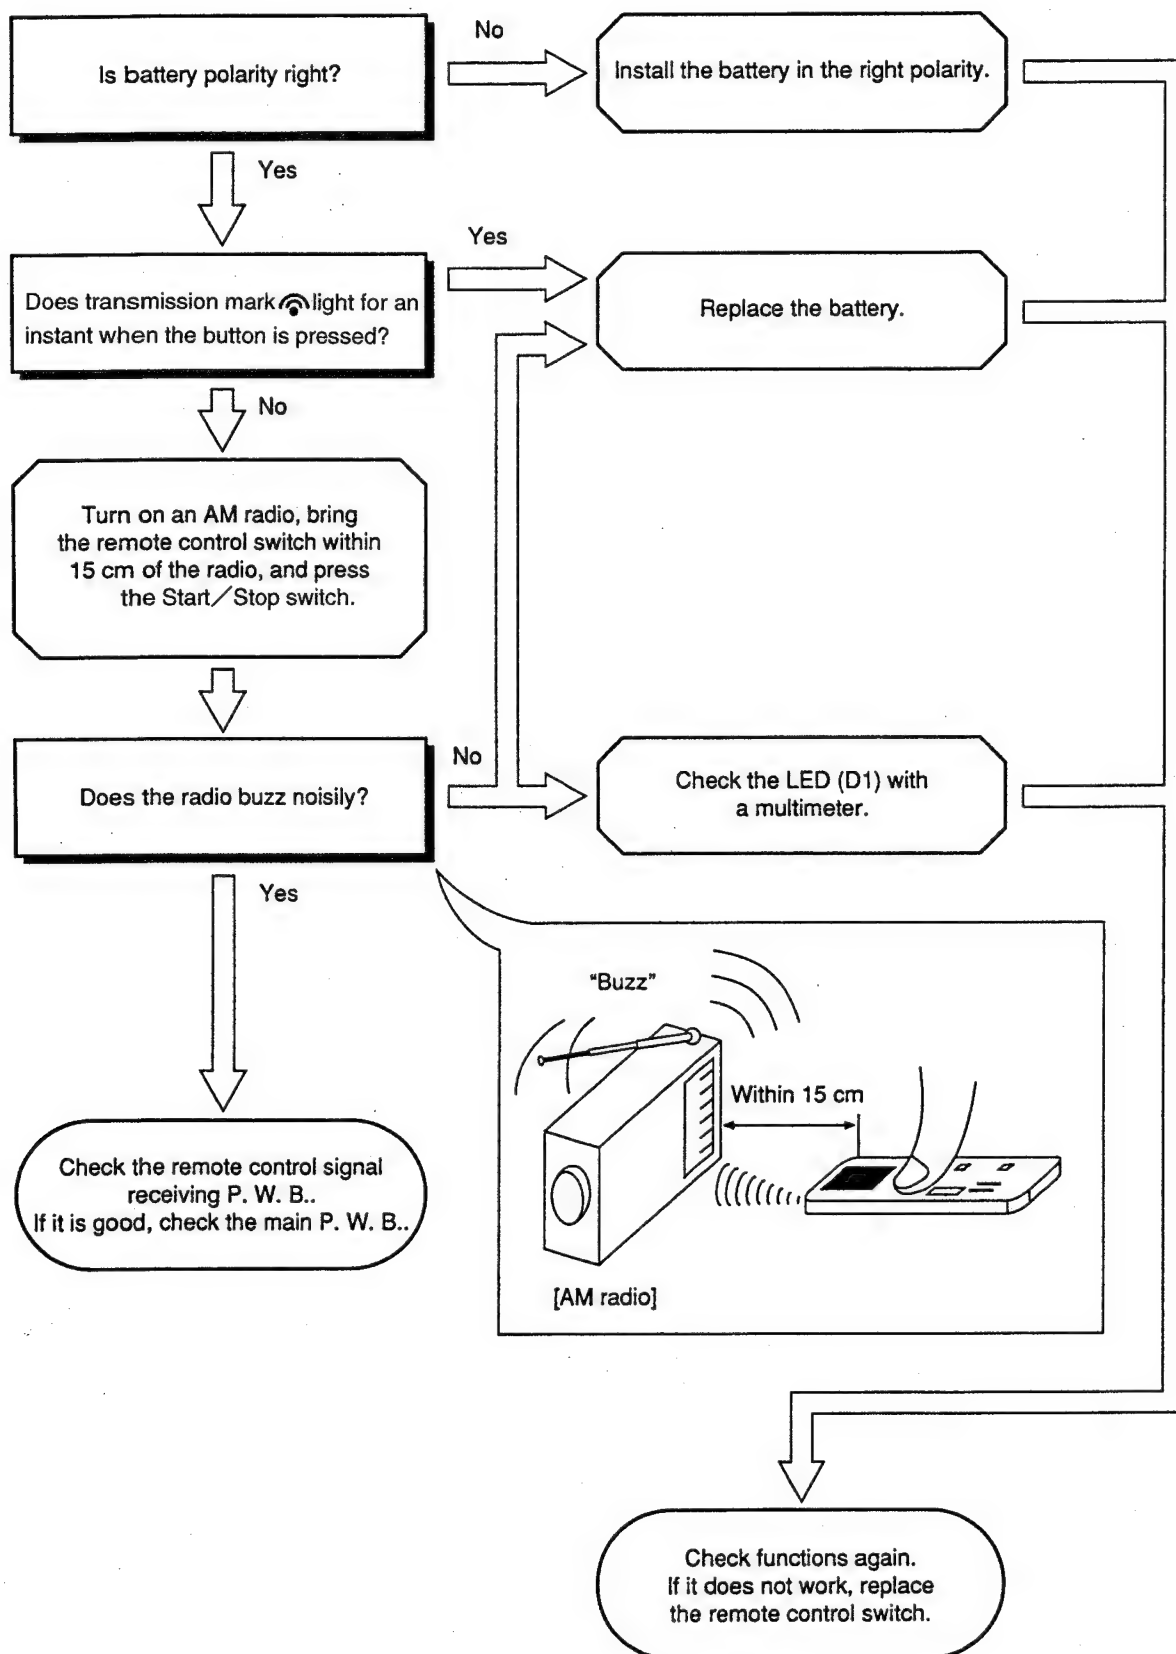 Is battery polarity right?
No
Install the battery in the right polarity.
Yes
Does transmission mark light for an
instant when the button is pressed?
Yes
Replace the battery.
No
Turn on an AM radio, bring
the remote control switch within
15 cm of the radio, and press
the Start/Stop switch.
Does the radio buzz noisily?
No
Check the LED (D1) with
a multimeter.
Yes
"Buzz"
Within 15 cm
[AM radio]
Check the remote control signal
receiving P. W. B..
If it is good, check the main P. W. B..
Check functions again.
If it does not work, replace
the remote control switch.